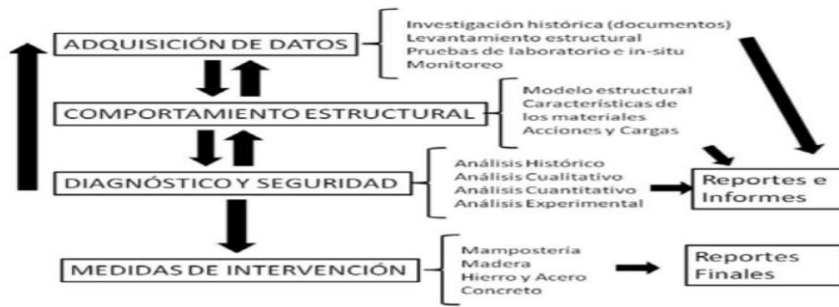 Investigación histórica (documentos)
ADQUISICIÓN DE DATOS
Levantamiento estructural
Pruebas de laboratorio e in-situ
Monitoreo
Modelo estructural
Características de
COMPORTAMIENTO ESTRUCTURAL
los materiales
Acciones y Cargas
Análisis Histórico
Análisis Cualitativo
DIAGNÓSTICO Y SEGURIDAD
Análisis Cuantitativo
Análisis Experimental
Reportes e
Informes
Mampostería
MEDIDAS DE INTERVENCIÓN
Madera
Hierro y Acero
Concreto
Reportes
Finales